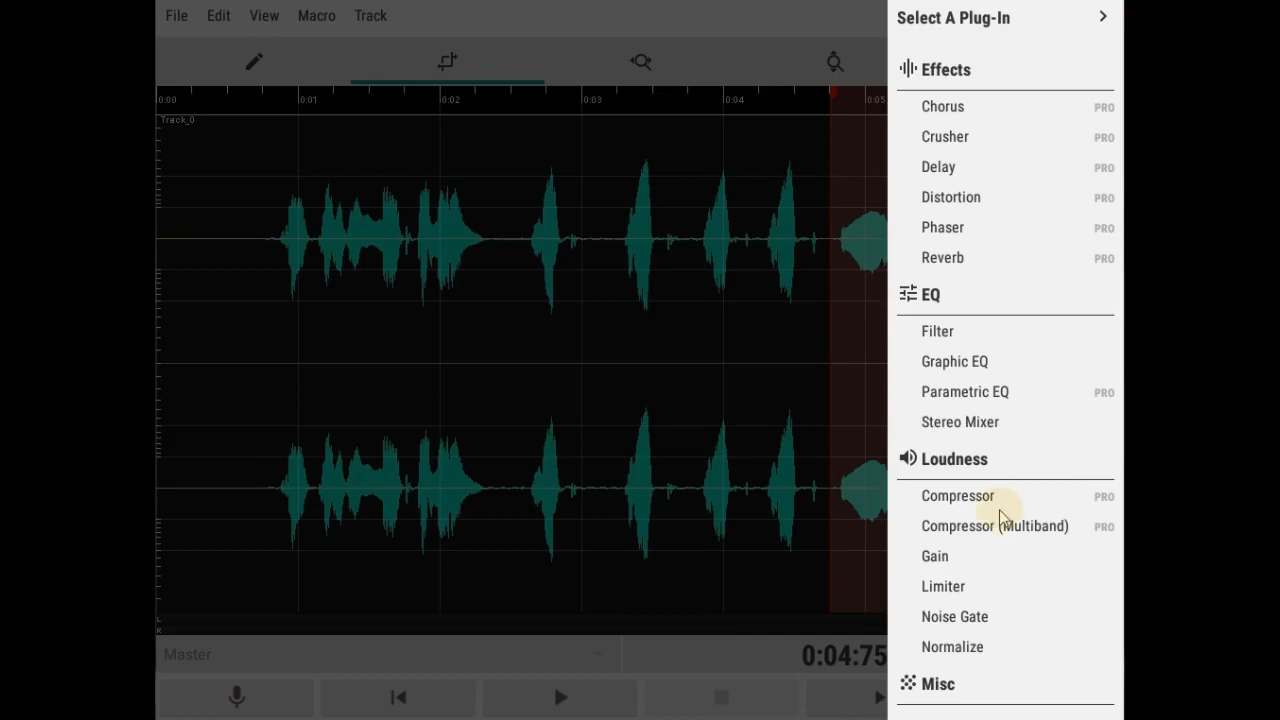 File Edit View Macro Track
Select A Plug-In
Effects
Chorus PRO
Crusher PRO
Delay PRO
Distortion PRO
Phaser PRO
Reverb PRO
EQ
Filter
Graphic EQ
Parametric EQ PRO
Stereo Mixer
Loudness
Compressor PRO
Compressor (Multiband) PRO
Gain
Limiter
Noise Gate
Normalize
Misc
0:00 0:01 0:02 0:03 0:04 0:05
Track_0
L
R
Master
0:04:75